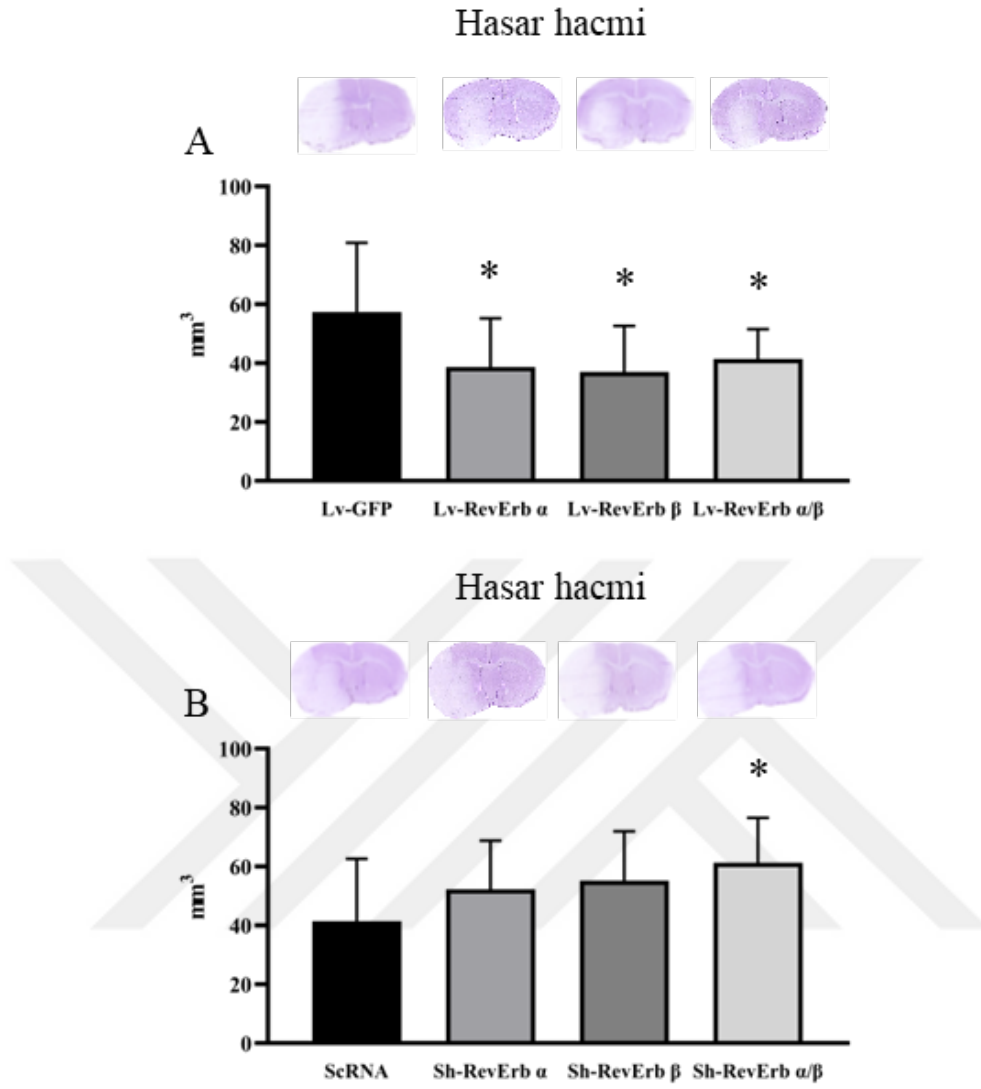 Hasar hacmi
A
100
80
60
40
20
0
mm³
* * *
Lv-GFP Lv-RevErb α Lv-RevErb β Lv-RevErb α/β
Hasar hacmi
B
100
80
60
40
20
0
mm³
*
ScRNA Sh-RevErb α Sh-RevErb β Sh-RevErb α/β